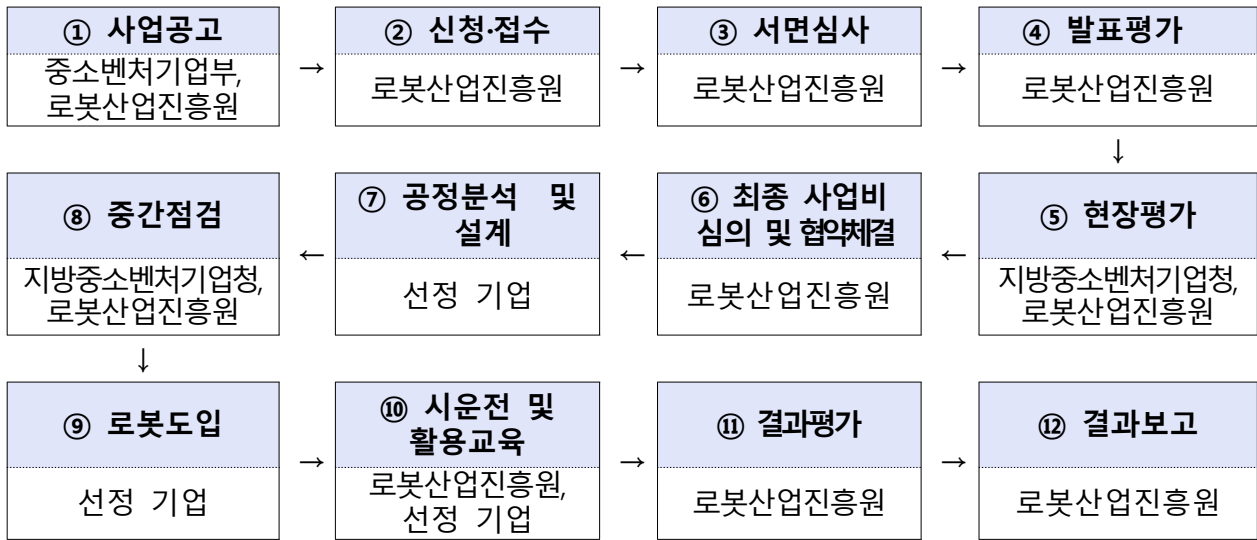 ① 사업공고
중소벤처기업부,
로봇산업진흥원
→
② 신청·접수
로봇산업진흥원
→
③ 서면심사
로봇산업진흥원
→
④ 발표평가
로봇산업진흥원
↓
⑤ 현장평가
지방중소벤처기업청,
로봇산업진흥원
←
⑥ 최종 사업비
심의 및 협약체결
로봇산업진흥원
←
⑦ 공정분석 및
설계
선정 기업
←
⑧ 중간점검
지방중소벤처기업청,
로봇산업진흥원
↓
⑨ 로봇도입
선정 기업
→
⑩ 시운전 및
활용교육
로봇산업진흥원,
선정 기업
→
⑪ 결과평가
로봇산업진흥원
→
⑫ 결과보고
로봇산업진흥원